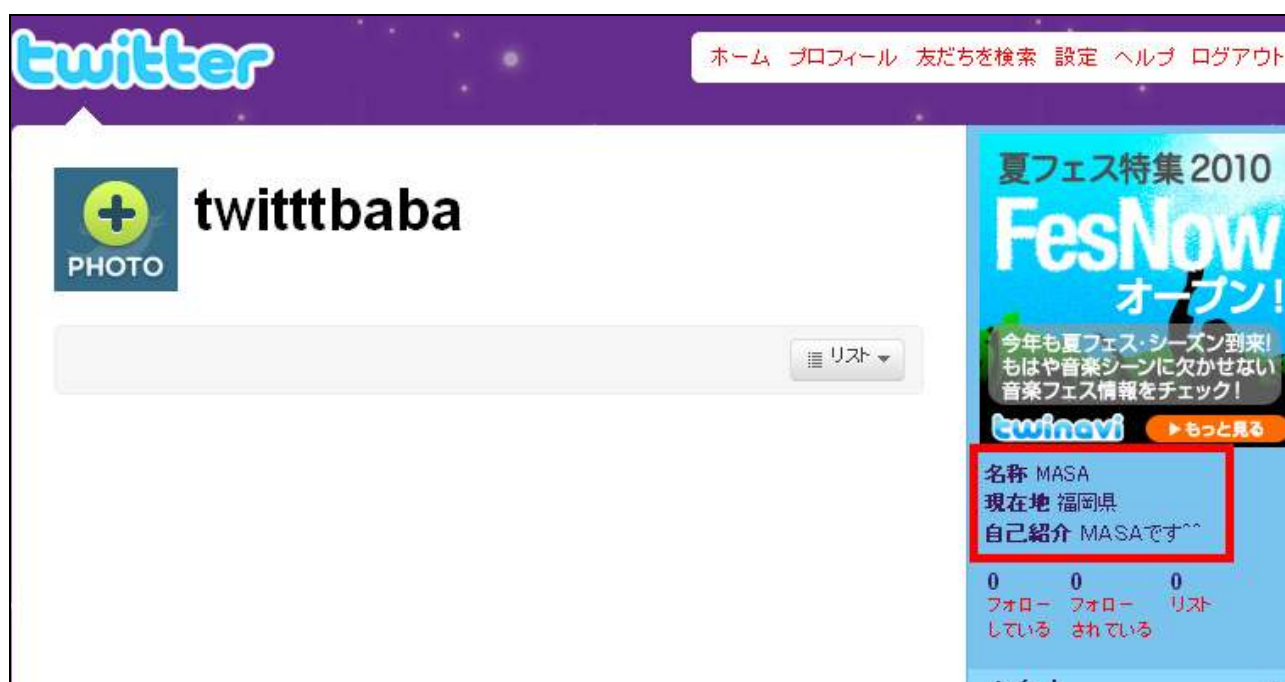 twitter
ホーム プロフィール 友だちを検索 設定 ヘルプ ログアウト
PHOTO
twitttbaba
リスト
夏フェス特集2010
FesNow
オープン!
今年も夏フェス・シーズン到来!
もはや音楽シーンに欠かせない
音楽フェス情報をチェック!
twinavi もっと見る
名称 MASA
現在地 福岡県
自己紹介 MASAです^^
0 0 0
フォロー フォロー リスト
している されている